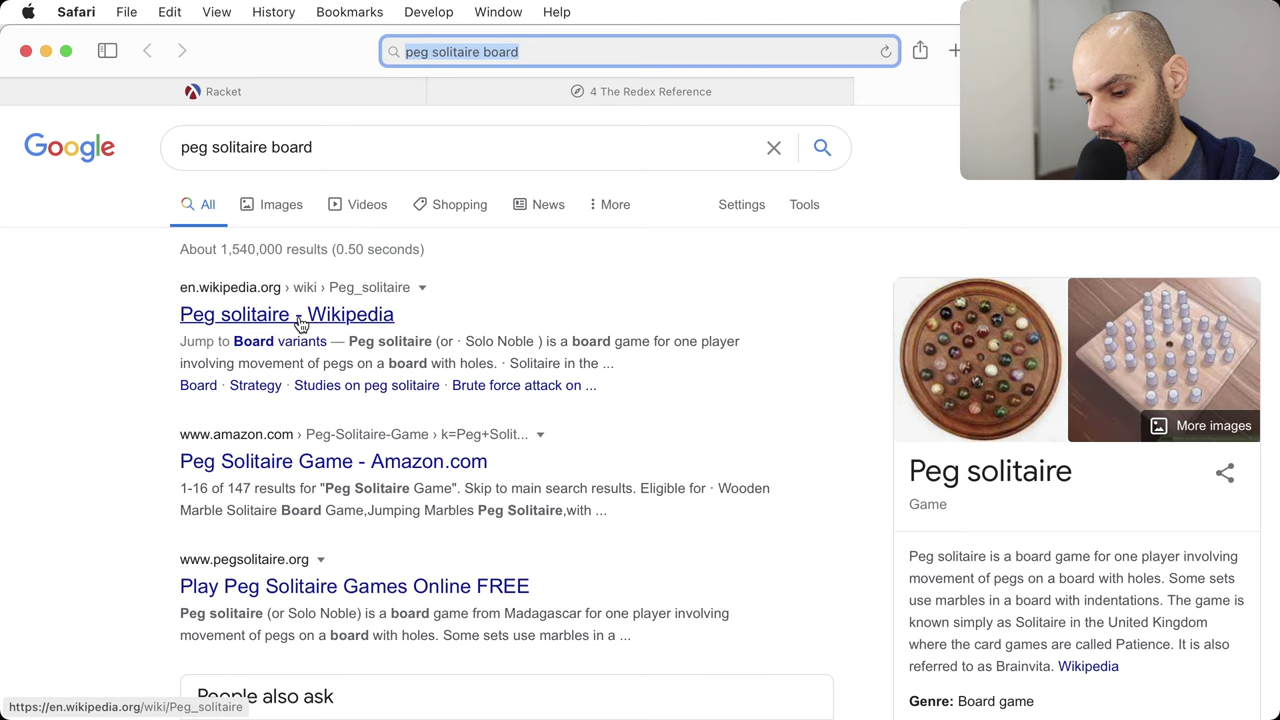 Safari File Edit View History Bookmarks Develop Window Help
peg solitaire board
Racket
4 The Redex Reference
Google
peg solitaire board
All Images Videos Shopping News More Settings Tools
About 1,540,000 results (0.50 seconds)
en.wikipedia.org › wiki › Peg_solitaire
Peg solitaire - Wikipedia
Jump to Board variants — Peg solitaire (or · Solo Noble ) is a board game for one player
involving movement of pegs on a board with holes. · Solitaire in the ...
Board · Strategy · Studies on peg solitaire · Brute force attack on ...
www.amazon.com › Peg-Solitaire-Game › k=Peg+Solit...
Peg Solitaire Game - Amazon.com
1-16 of 147 results for "Peg Solitaire Game". Skip to main search results. Eligible for · Wooden
Marble Solitaire Board Game,Jumping Marbles Peg Solitaire,with ...
www.pegsolitaire.org
Play Peg Solitaire Games Online FREE
Peg solitaire (or Solo Noble) is a board game from Madagascar for one player involving
movement of pegs on a board with holes. Some sets use marbles in a ...
People also ask
https://en.wikipedia.org/wiki/Peg_solitaire
More images
Peg solitaire
Game
Peg solitaire is a board game for one player involving
movement of pegs on a board with holes. Some sets
use marbles in a board with indentations. The game is
known simply as Solitaire in the United Kingdom
where the card games are called Patience. It is also
referred to as Brainvita. Wikipedia
Genre: Board game